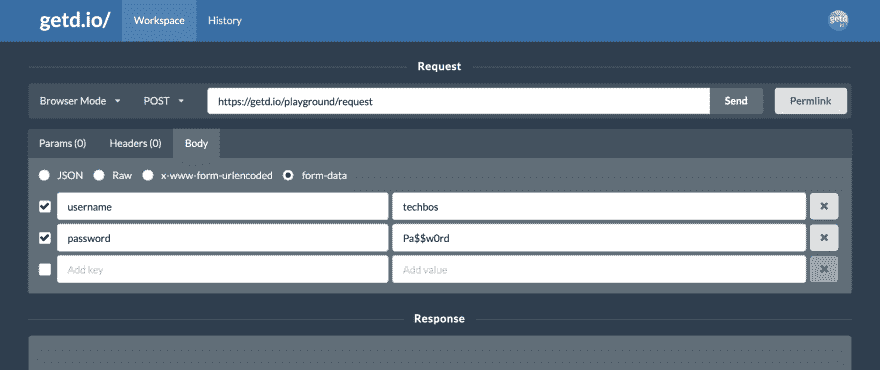 getd.io/ Workspace History getd.io
Request
Browser Mode POST https://getd.io/playground/request Send Permlink
Params (0) Headers (0) Body
JSON Raw x-www-form-urlencoded form-data
username techbos
password Pa$$w0rd
Add key Add value
Response